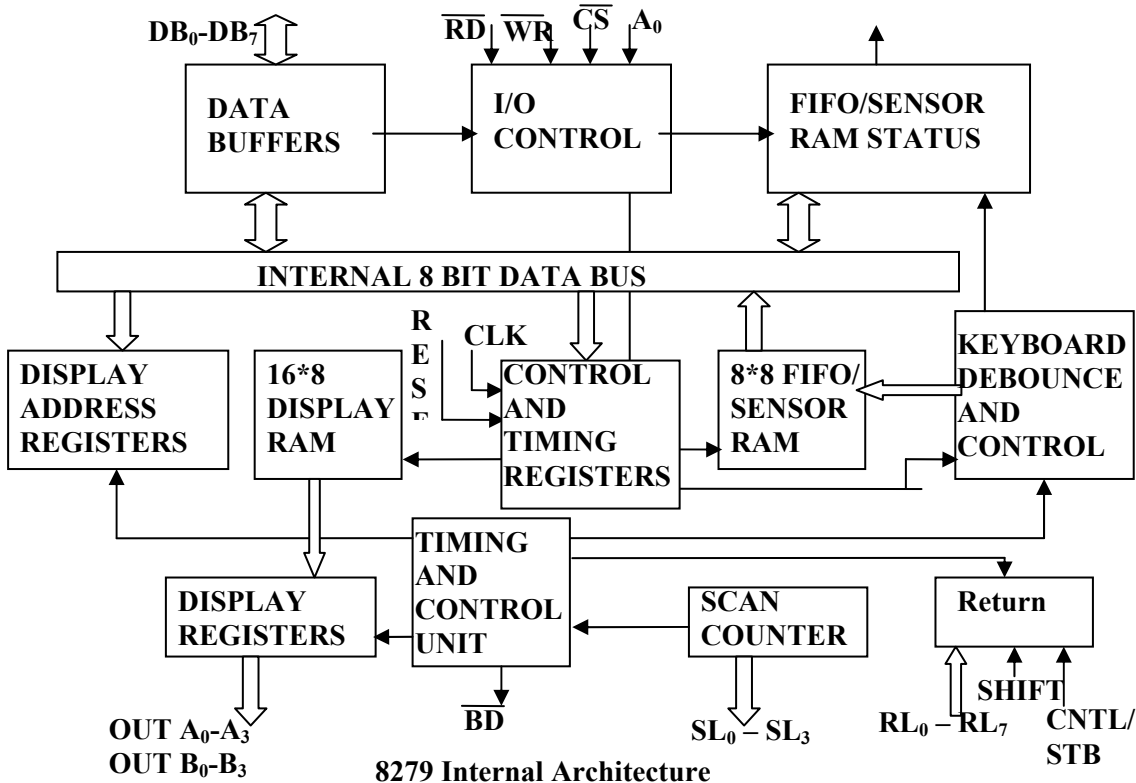 DB₀-DB₇
RD WR CS A₀
DATA
BUFFERS
I/O
CONTROL
FIFO/SENSOR
RAM STATUS
INTERNAL 8 BIT DATA BUS
DISPLAY
ADDRESS
REGISTERS
16*8
DISPLAY
RAM
R
E
S
E
CLK
CONTROL
AND
TIMING
REGISTERS
8*8 FIFO/
SENSOR
RAM
KEYBOARD
DEBOUNCE
AND
CONTROL
DISPLAY
REGISTERS
TIMING
AND
CONTROL
UNIT
SCAN
COUNTER
Return
OUT A₀-A₃
OUT B₀-B₃
BD
SL₀ – SL₃
RL₀ – RL₇
SHIFT
CNTL/
STB
8279 Internal Architecture